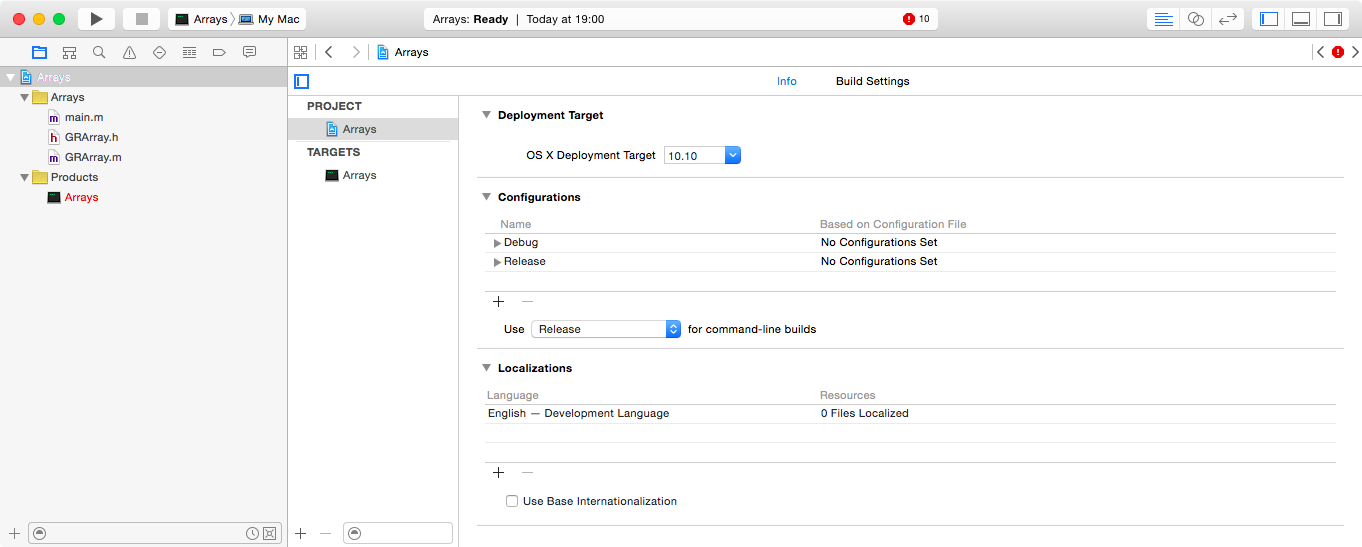 Arrays My Mac
Arrays: Ready | Today at 19:00
10
Arrays
Arrays
Info Build Settings
Arrays
main.m
GRArray.h
GRArray.m
Products
Arrays
PROJECT
Arrays
TARGETS
Arrays
Deployment Target
OS X Deployment Target 10.10
Configurations
Name Based on Configuration File
Debug No Configurations Set
Release No Configurations Set
Use Release for command-line builds
Localizations
Language Resources
English — Development Language 0 Files Localized
Use Base Internationalization